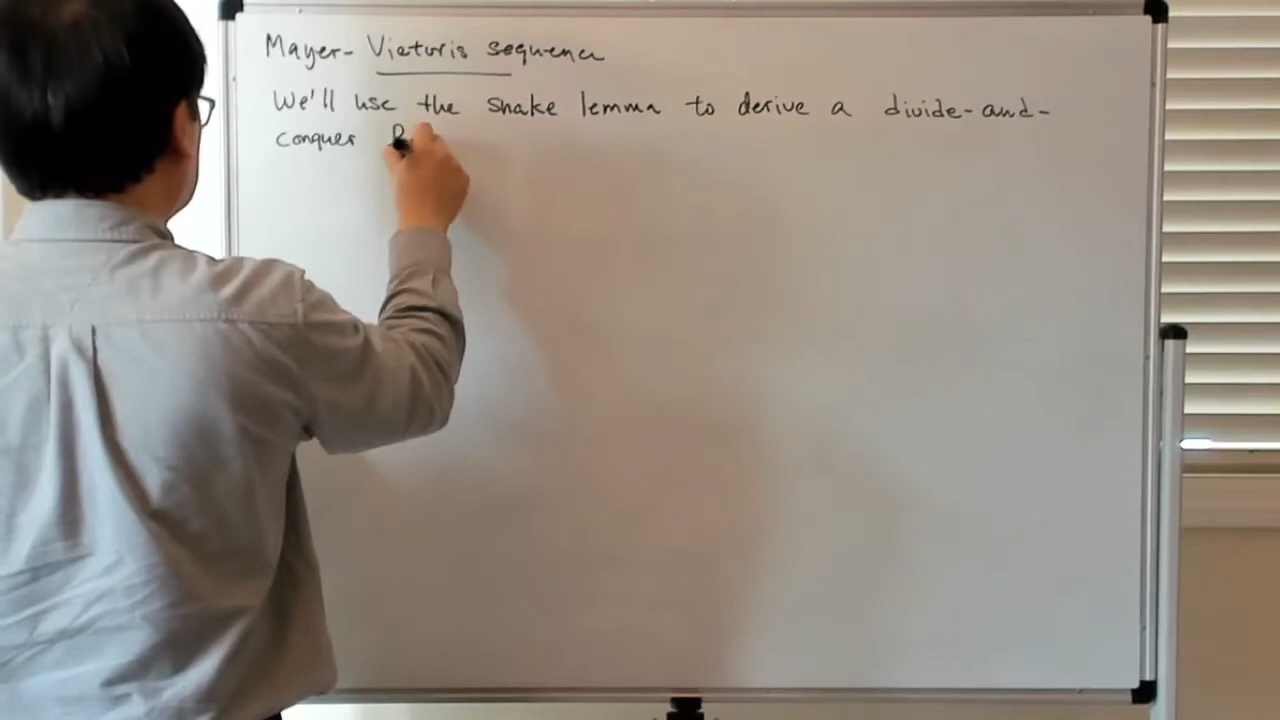 Mayer-Vietoris sequence
We'll use the snake lemma to derive a divide-and-
conquer